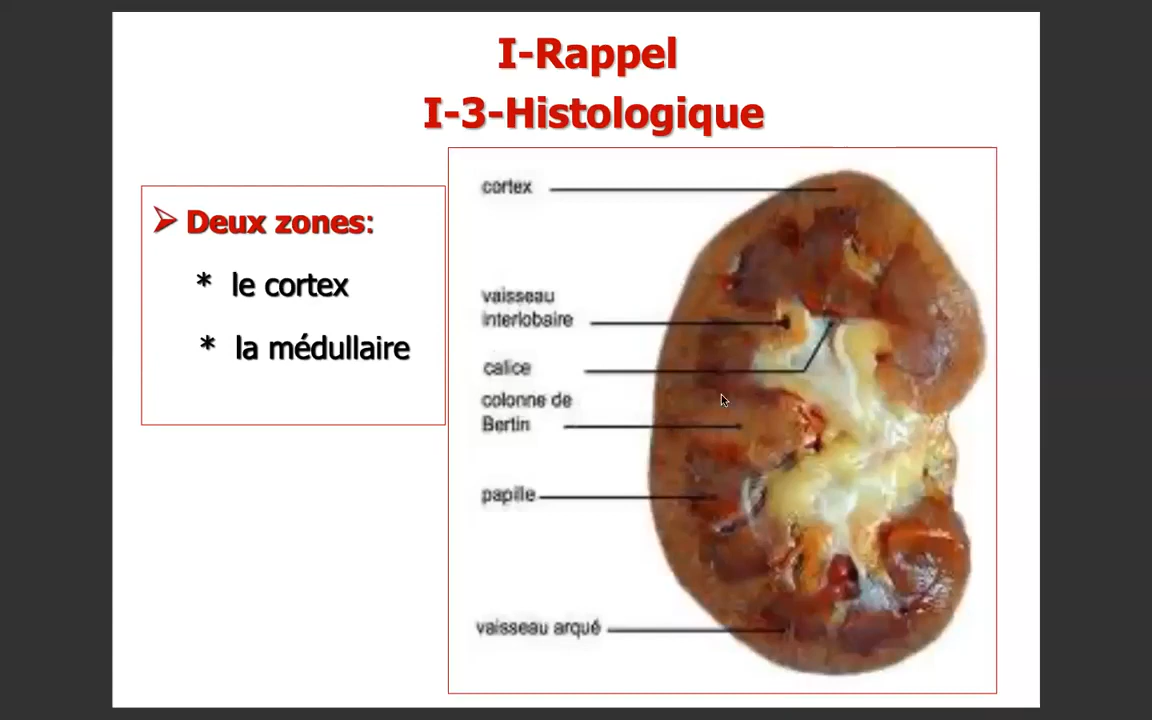 I-Rappel
I-3-Histologique
➢ Deux zones:
* le cortex
* la médullaire
cortex
vaisseau
interlobaire
calice
colonne de
Bertin
papille
vaisseau arqué